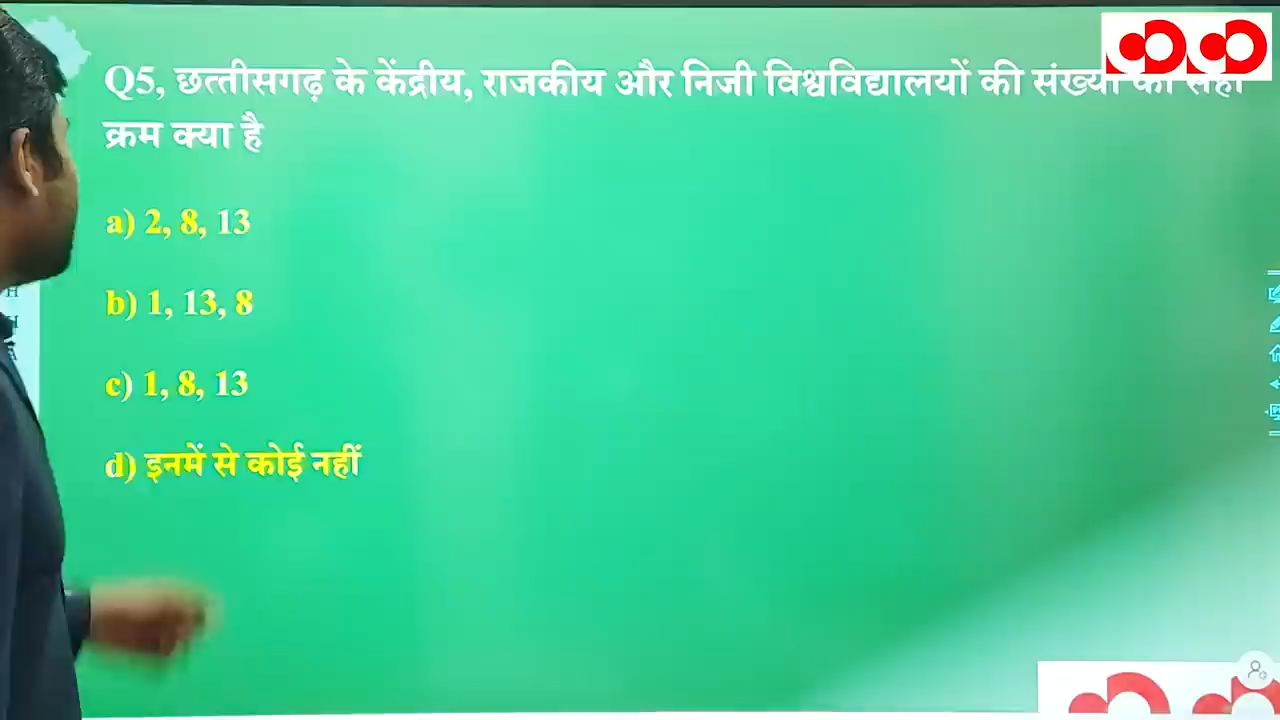 Q5, छत्तीसगढ़ के केंद्रीय, राजकीय और निजी विश्वविद्यालयों की संख्या का सही
क्रम क्या है
a) 2, 8, 13
b) 1, 13, 8
c) 1, 8, 13
d) इनमें से कोई नहीं